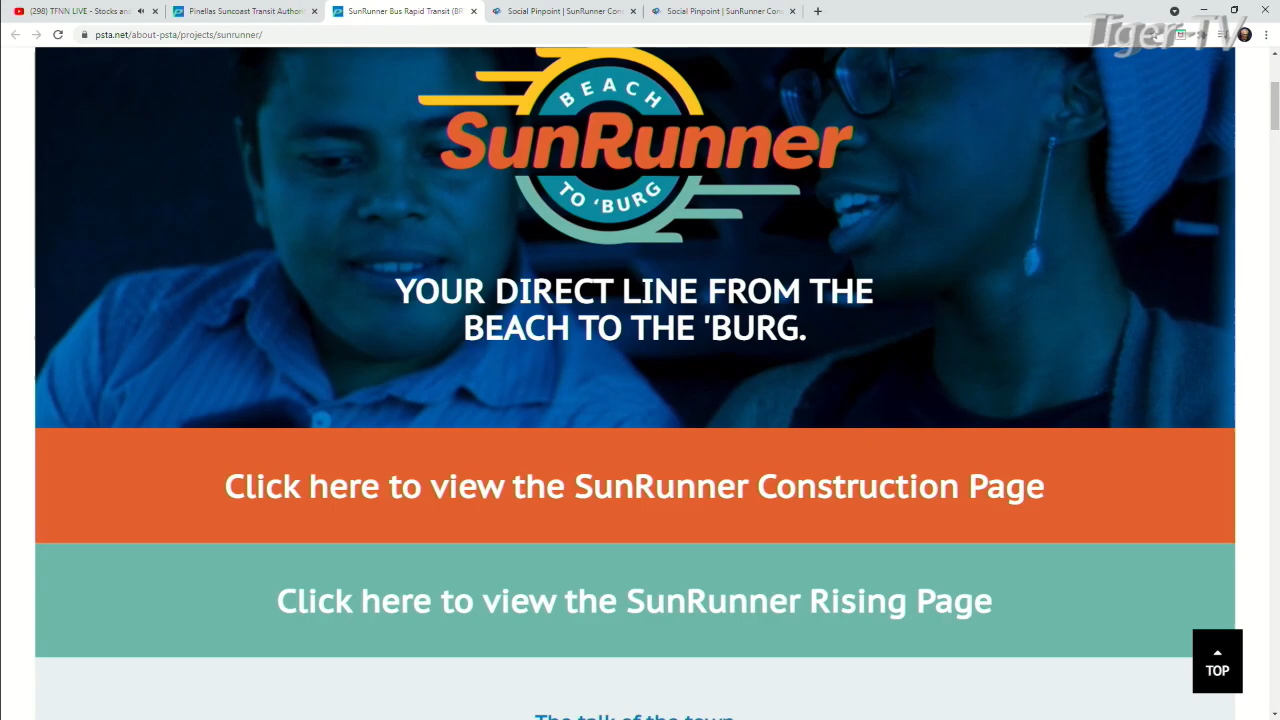 (298) TFNN LIVE - Stocks and
Pinellas Suncoast Transit Authori
SunRunner Bus Rapid Transit (BR
Social Pinpoint | SunRunner Con
Social Pinpoint | SunRunner Con
psta.net/about-psta/projects/sunrunner/
Tiger TV
BEACH
SunRunner
TO ‘BURG
YOUR DIRECT LINE FROM THE
BEACH TO THE 'BURG.
Click here to view the SunRunner Construction Page
Click here to view the SunRunner Rising Page
TOP
The talk of the town